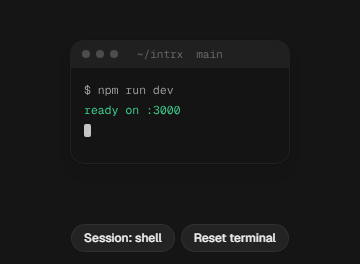 ~/intrx main
$ npm run dev
ready on :3000
Session: shell
Reset terminal